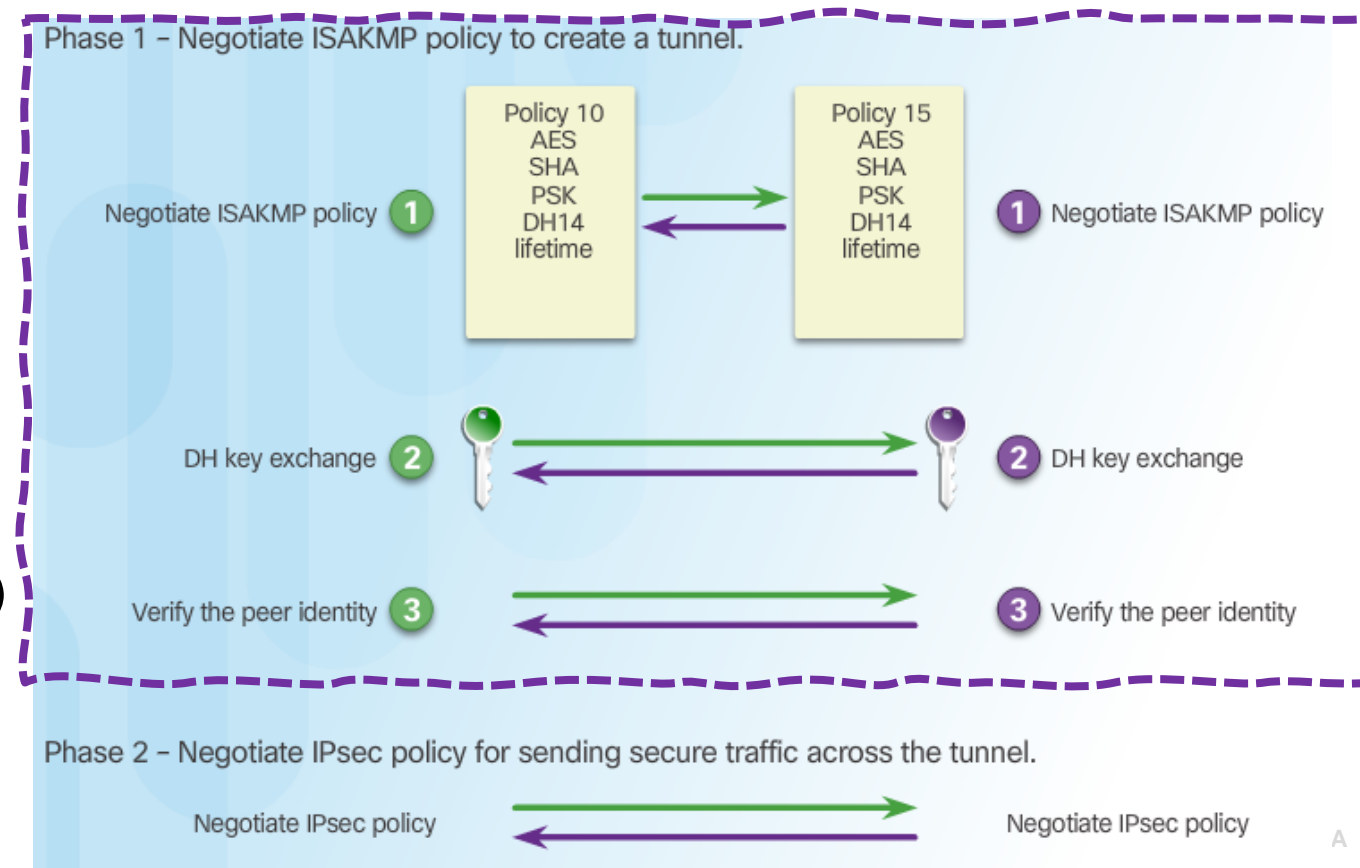 Phase 1 – Negotiate ISAKMP policy to create a tunnel.
Policy 10
AES
SHA
PSK
DH14
lifetime
Policy 15
AES
SHA
PSK
DH14
lifetime
Negotiate ISAKMP policy 1
1 Negotiate ISAKMP policy
DH key exchange 2
2 DH key exchange
Verify the peer identity 3
3 Verify the peer identity
Phase 2 – Negotiate IPsec policy for sending secure traffic across the tunnel.
Negotiate IPsec policy
Negotiate IPsec policy
A